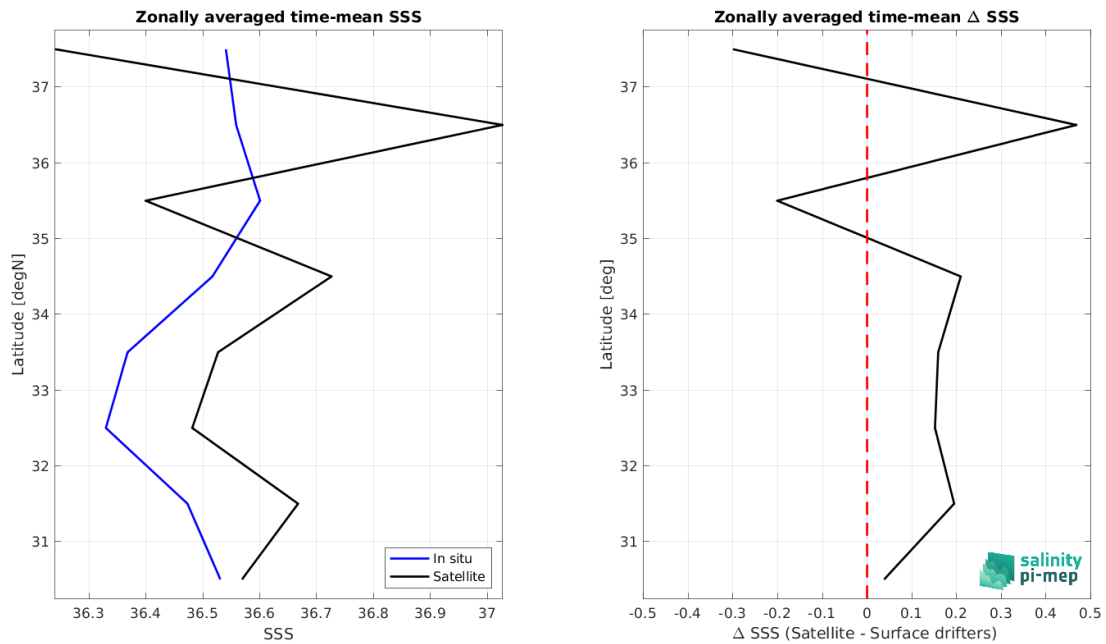 Zonally averaged time-mean SSS
37
36
35
34
33
32
31
Latitude [degN]
36.3 36.4 36.5 36.6 36.7 36.8 36.9 37
SSS
In situ
Satellite
Zonally averaged time-mean Δ SSS
37
36
35
34
33
32
31
Latitude [deg]
-0.5 -0.4 -0.3 -0.2 -0.1 0 0.1 0.2 0.3 0.4 0.5
Δ SSS (Satellite - Surface drifters)
salinity
pi-mep